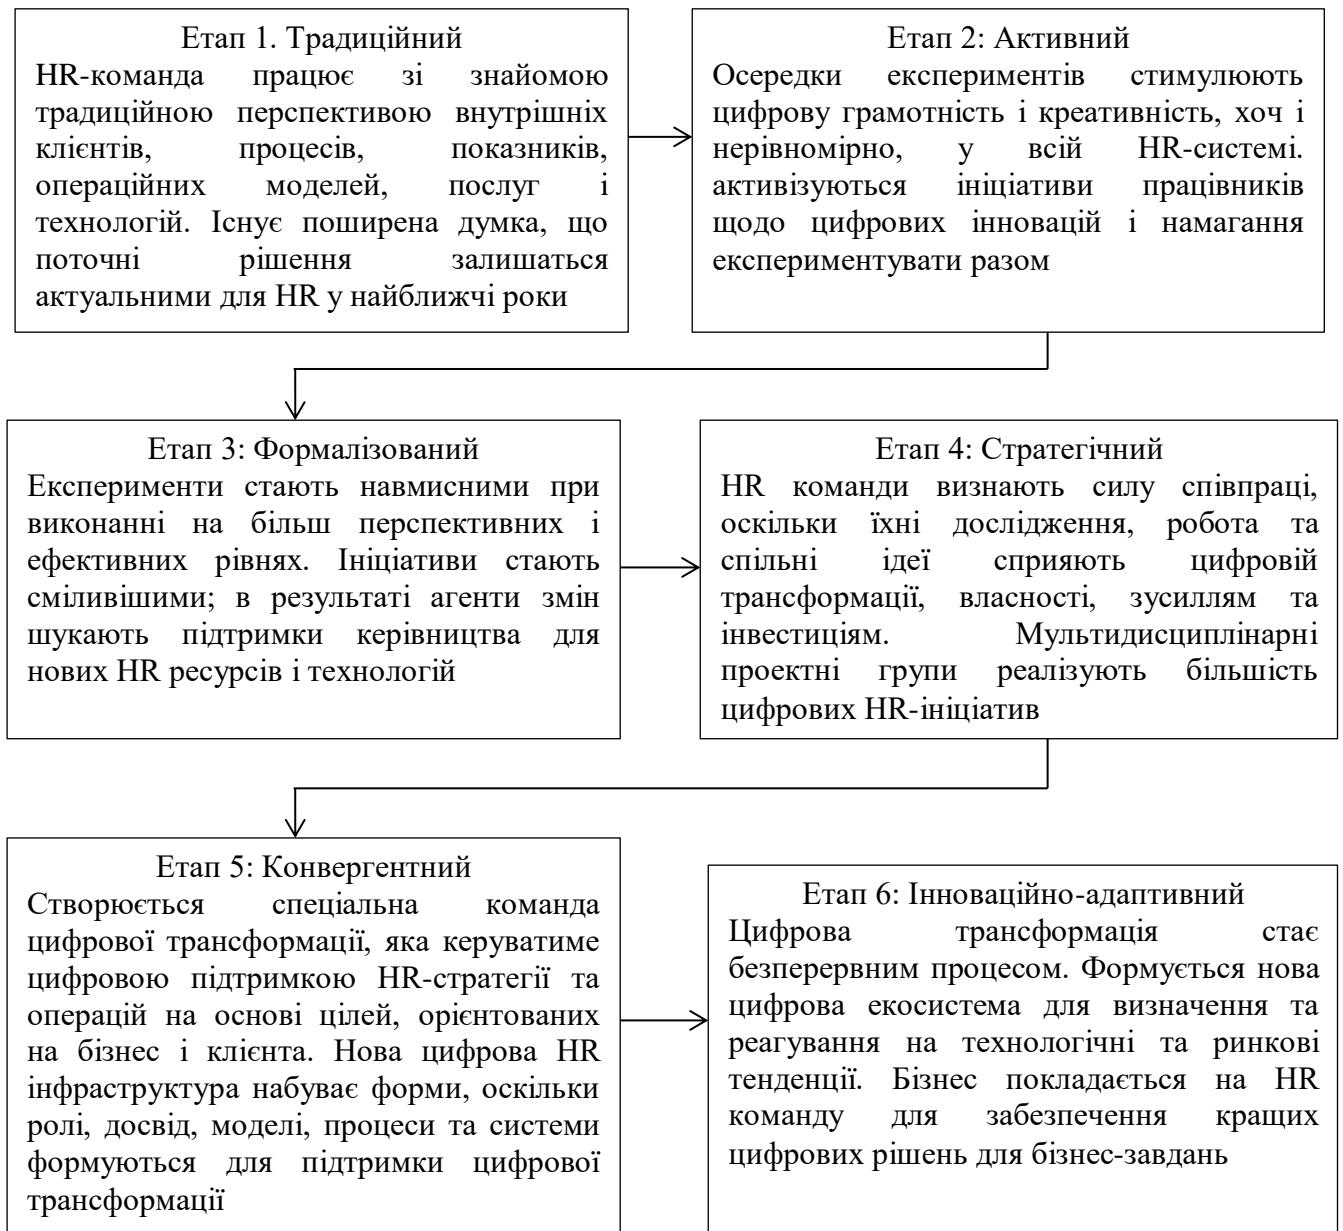 Етап 1. Традиційний
HR-команда працює зі знайомою
традиційною перспективою внутрішніх
клієнтів, процесів, показників,
операційних моделей, послуг і
технологій. Існує поширена думка, що
поточні рішення залишаться
актуальними для HR у найближчі роки
Етап 2: Активний
Осередки експериментів стимулюють
цифрову грамотність і креативність, хоч і
нерівномірно, у всій HR-системі.
активізуються ініціативи працівників
щодо цифрових інновацій і намагання
експериментувати разом
Етап 3: Формалізований
Експерименти стають навмисними при
виконанні на більш перспективних і
ефективних рівнях. Ініціативи стають
сміливішими; в результаті агенти змін
шукають підтримки керівництва для
нових HR ресурсів і технологій
Етап 4: Стратегічний
HR команди визнають силу співпраці,
оскільки їхні дослідження, робота та
спільні ідеї сприяють цифровій
трансформації, власності, зусиллям та
інвестиціям. Мультидисциплінарні
проектні групи реалізують більшість
цифрових HR-ініціатив
Етап 5: Конвергентний
Створюється спеціальна команда
цифрової трансформації, яка керуватиме
цифровою підтримкою HR-стратегії та
операцій на основі цілей, орієнтованих
на бізнес і клієнта. Нова цифрова HR
інфраструктура набуває форми, оскільки
ролі, досвід, моделі, процеси та системи
формуються для підтримки цифрової
трансформації
Етап 6: Інноваційно-адаптивний
Цифрова трансформація стає
безперервним процесом. Формується нова
цифрова екосистема для визначення та
реагування на технологічні та ринкові
тенденції. Бізнес покладається на HR
команду для забезпечення кращих
цифрових рішень для бізнес-завдань